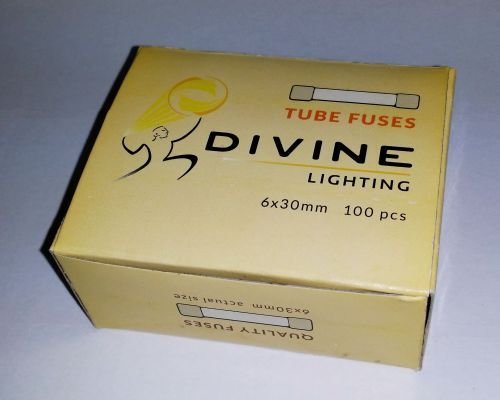 TUBE FUSES
DIVINE
LIGHTING
6x30mm 100 pcs
6x30mm actual size
QUALITY FUSES